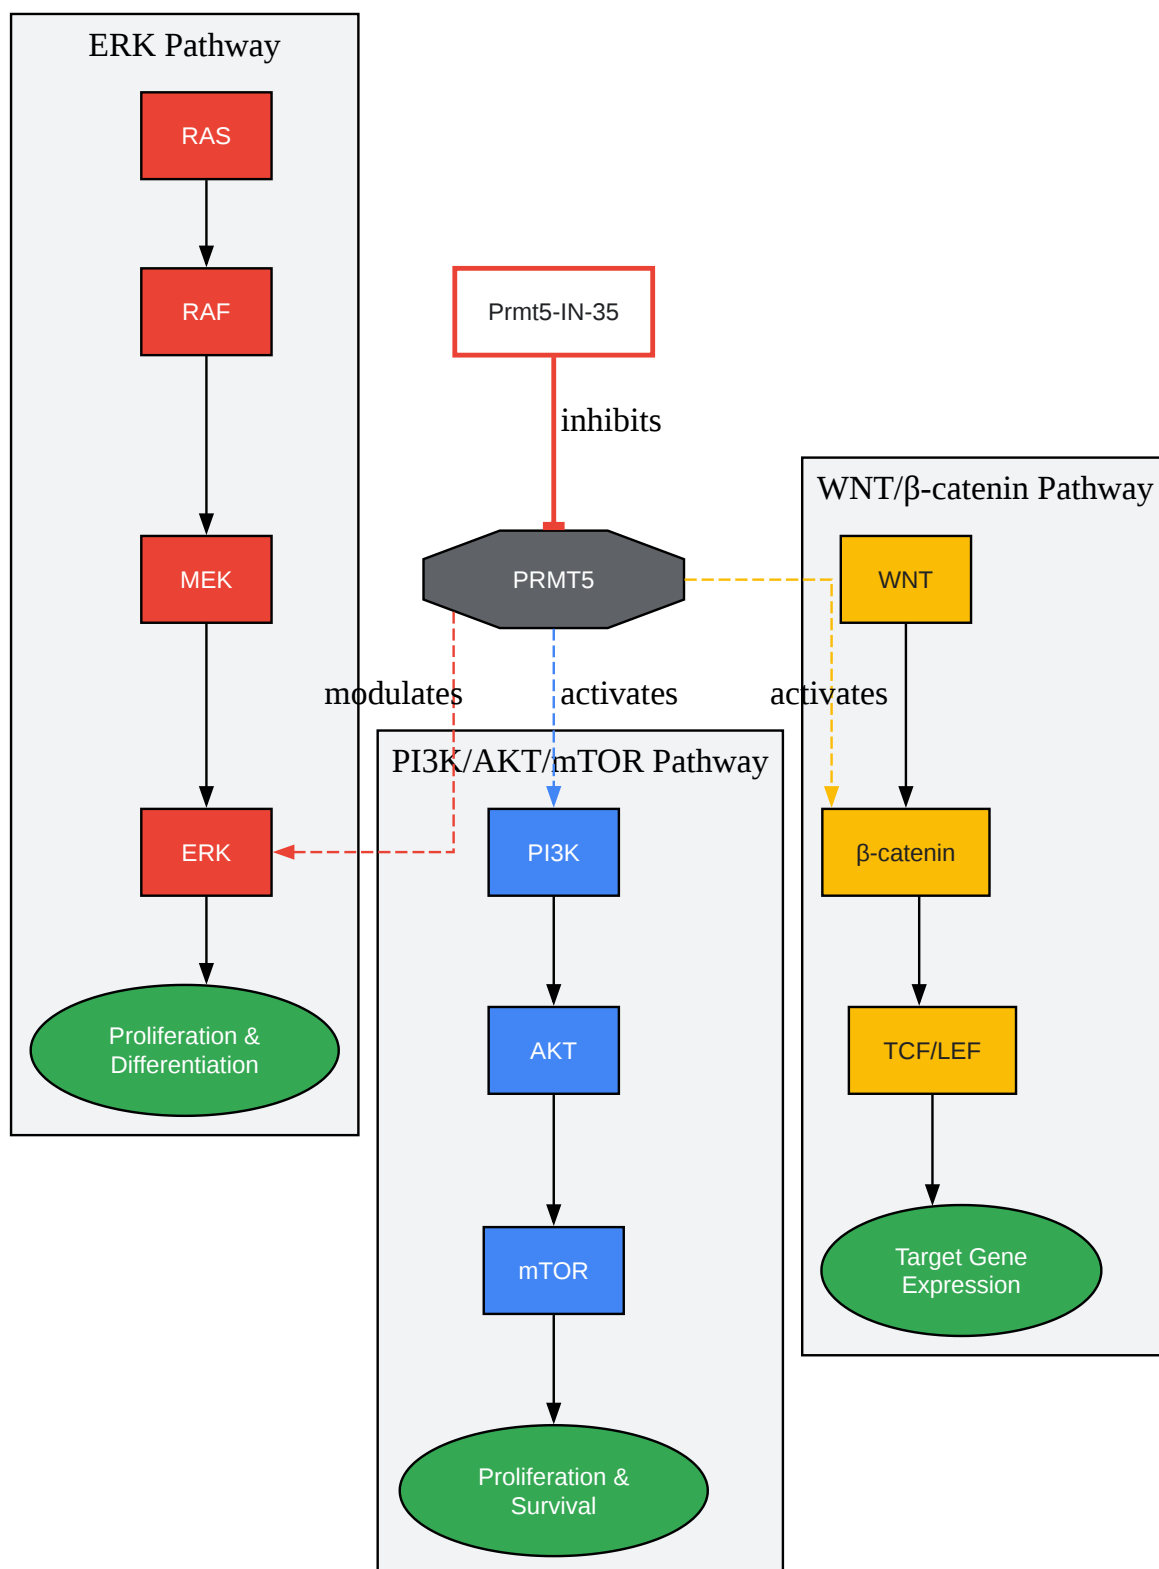 ERK Pathway
RAS
RAF
MEK
ERK
Proliferation &
Differentiation
Prmt5-IN-35
inhibits
PRMT5
modulates
activates
activates
PI3K/AKT/mTOR Pathway
PI3K
AKT
mTOR
Proliferation &
Survival
WNT/β-catenin Pathway
WNT
β-catenin
TCF/LEF
Target Gene
Expression